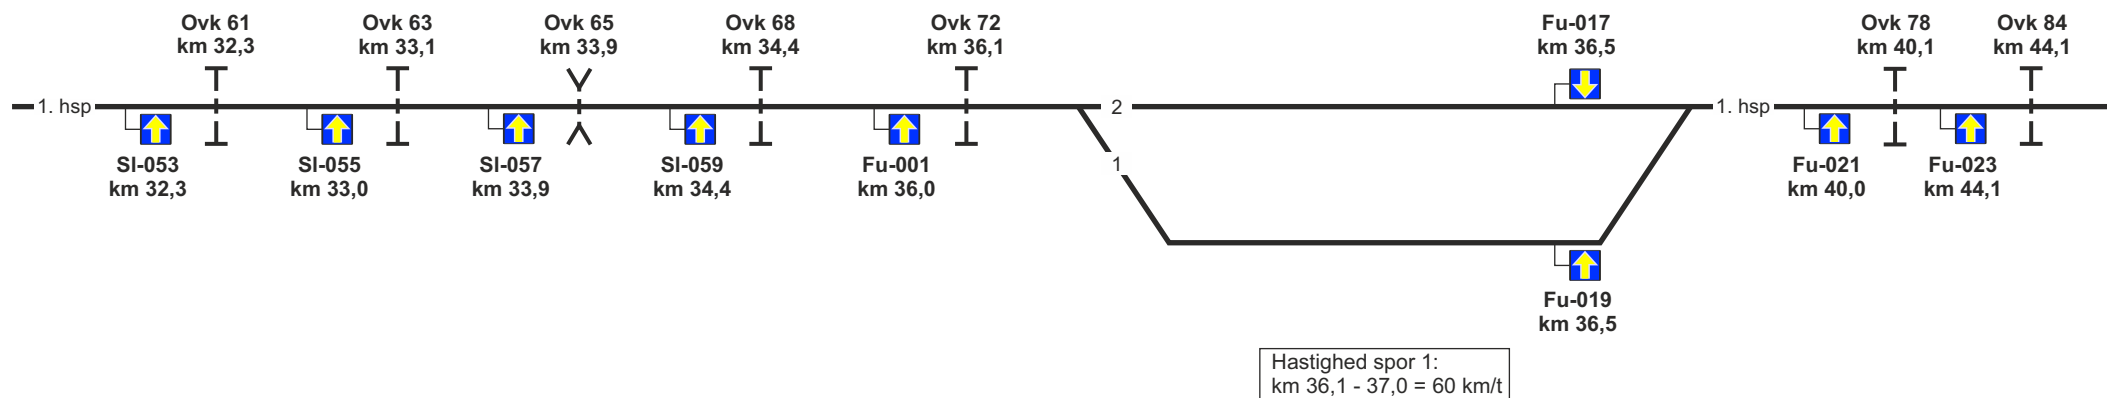 Ovk 61
km 32,3
Ovk 63
km 33,1
Ovk 65
km 33,9
Ovk 68
km 34,4
Ovk 72
km 36,1
Fu-017
km 36,5
Ovk 78
km 40,1
Ovk 84
km 44,1
1. hsp
2
1. hsp
SI-053
km 32,3
SI-055
km 33,0
SI-057
km 33,9
SI-059
km 34,4
Fu-001
km 36,0
1
Fu-021
km 40,0
Fu-023
km 44,1
Fu-019
km 36,5
Hastighed spor 1:
km 36,1 - 37,0 = 60 km/t